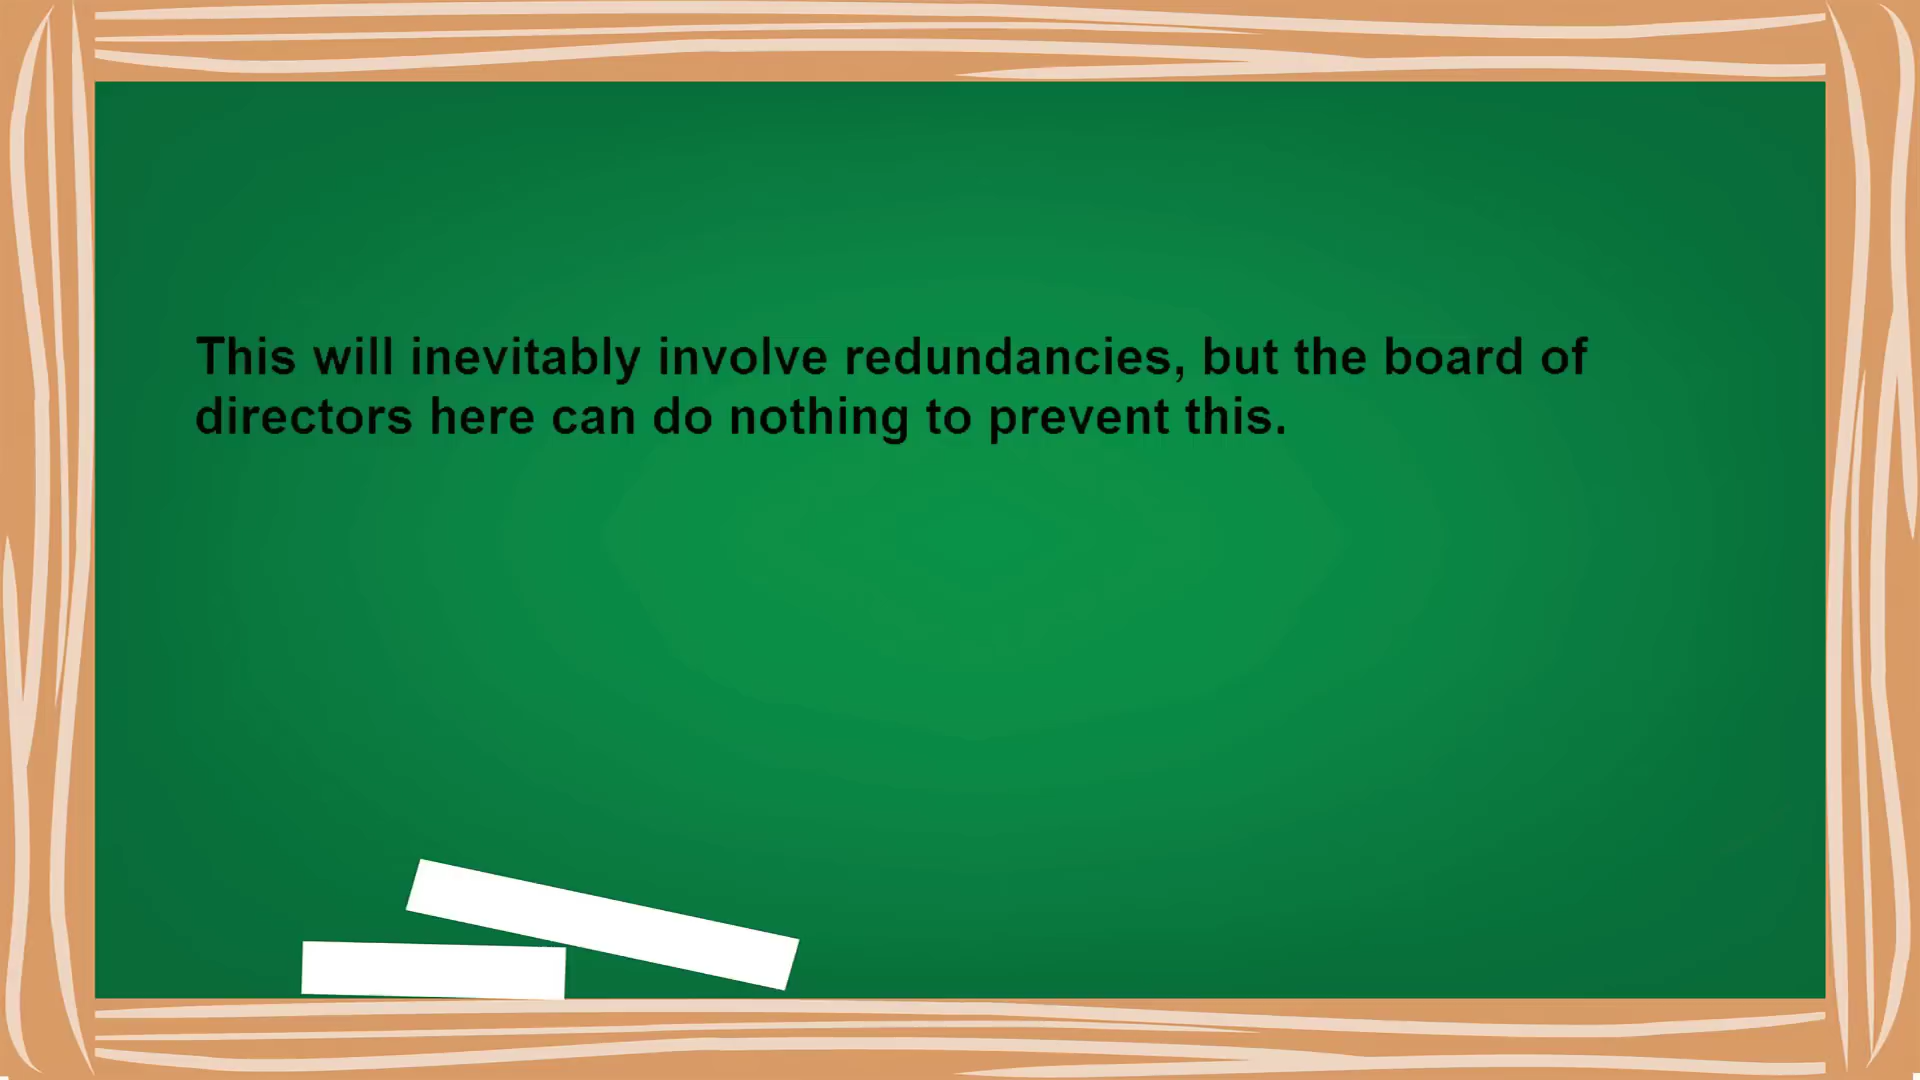 This will inevitably involve redundancies, but the board of
directors here can do nothing to prevent this.